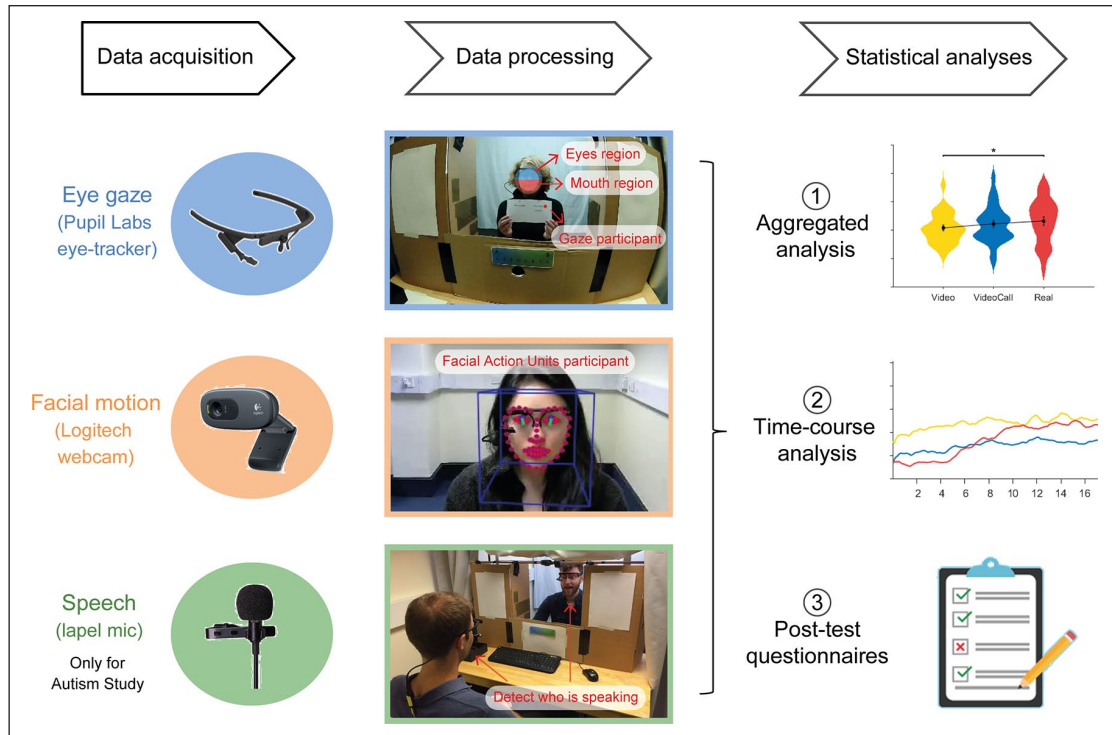 Data acquisition
Data processing
Statistical analyses
Eye gaze
(Pupil Labs
eye-tracker)
Eyes region
Mouth region
Gaze participant
1
Aggregated
analysis
*
Video
VideoCall
Real
Facial motion
(Logitech
webcam)
Facial Action Units participant
2
Time-course
analysis
2 4 6 8 10 12 14 16
Speech
(lapel mic)
Only for
Autism Study
Detect who is speaking
3
Post-test
questionnaires